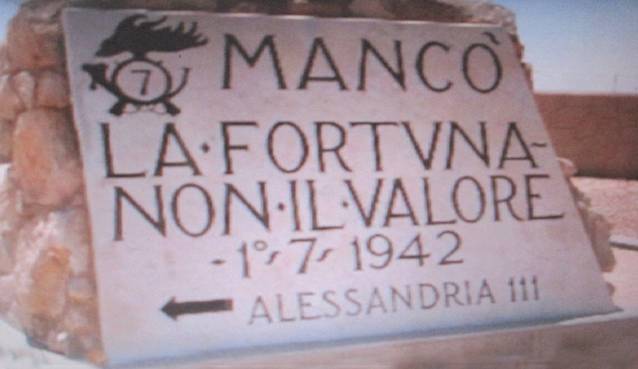 7
MANCÒ
LA·FORTVNA-
NON·IL·VALORE
-1°-7-1942
ALESSANDRIA 111